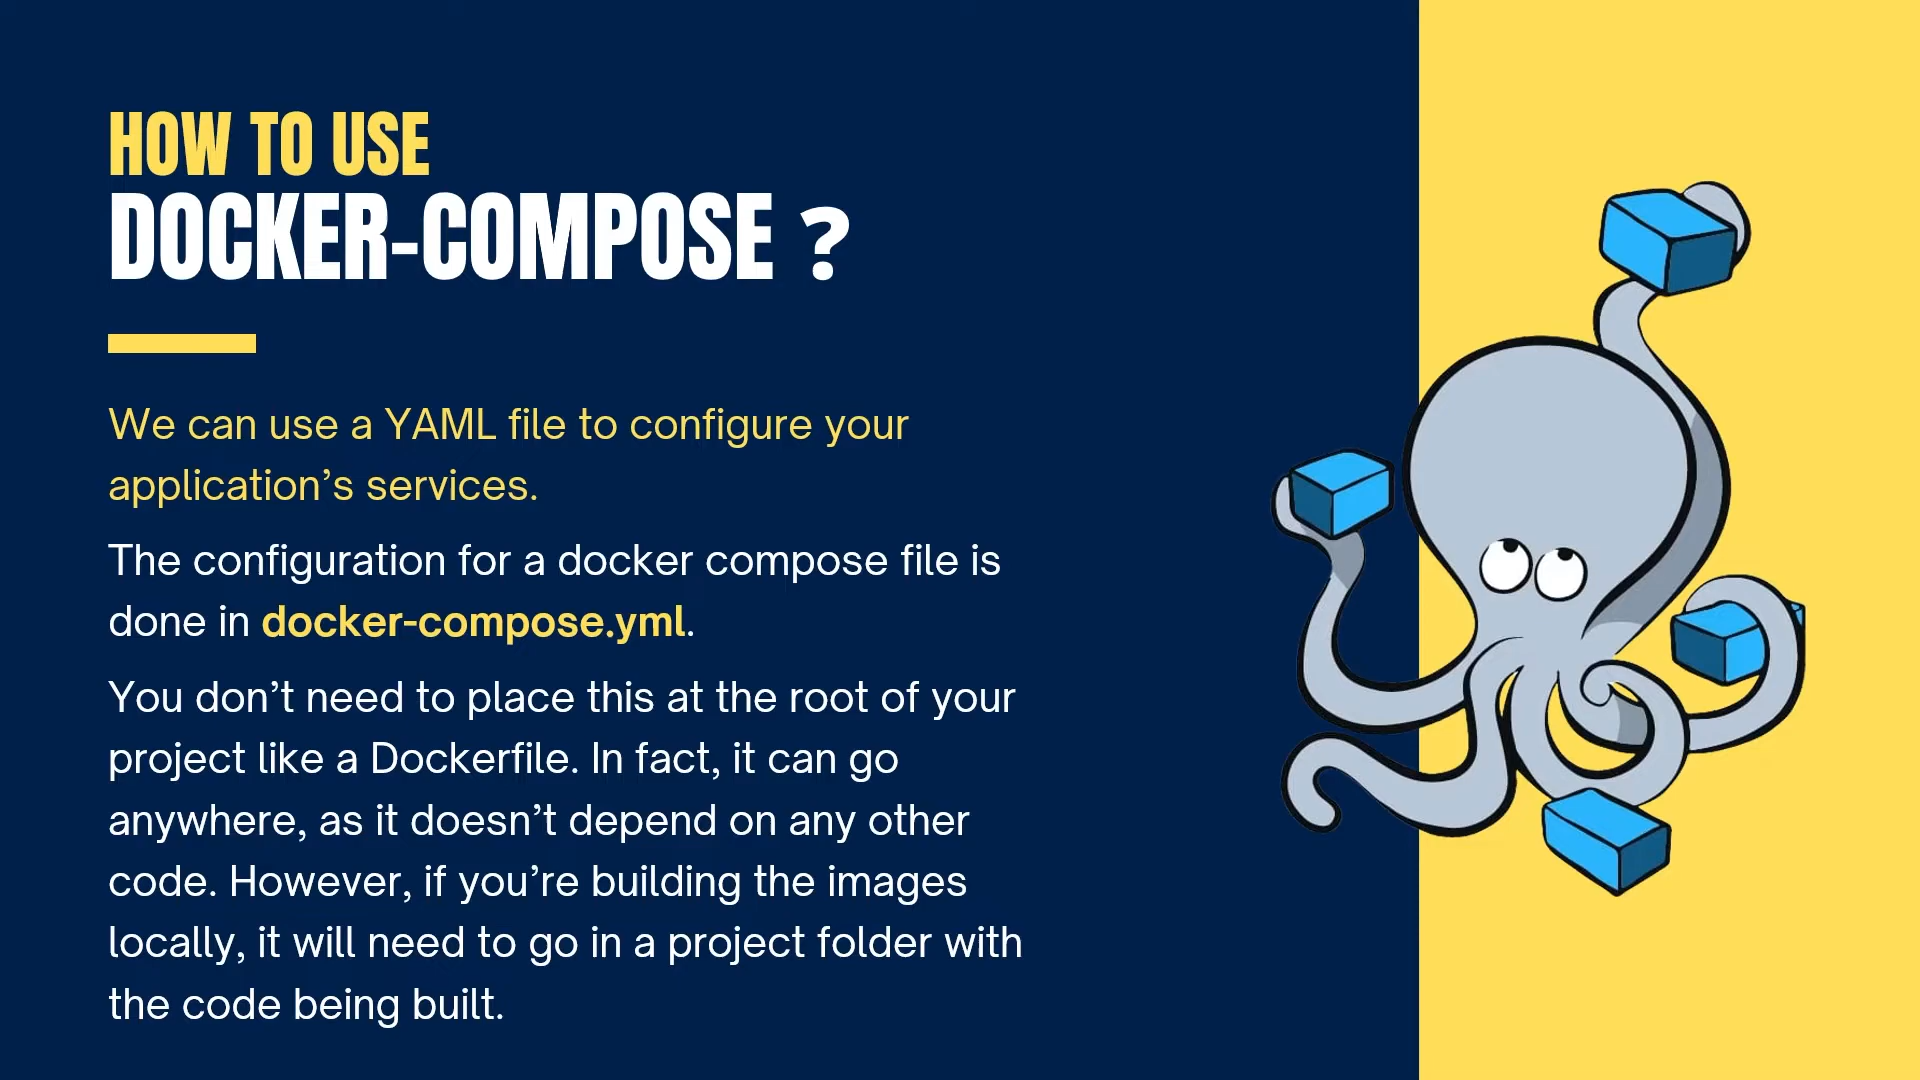 HOW TO USE
DOCKER-COMPOSE ?
We can use a YAML file to configure your
application’s services.
The configuration for a docker compose file is
done in docker-compose.yml.
You don’t need to place this at the root of your
project like a Dockerfile. In fact, it can go
anywhere, as it doesn’t depend on any other
code. However, if you’re building the images
locally, it will need to go in a project folder with
the code being built.